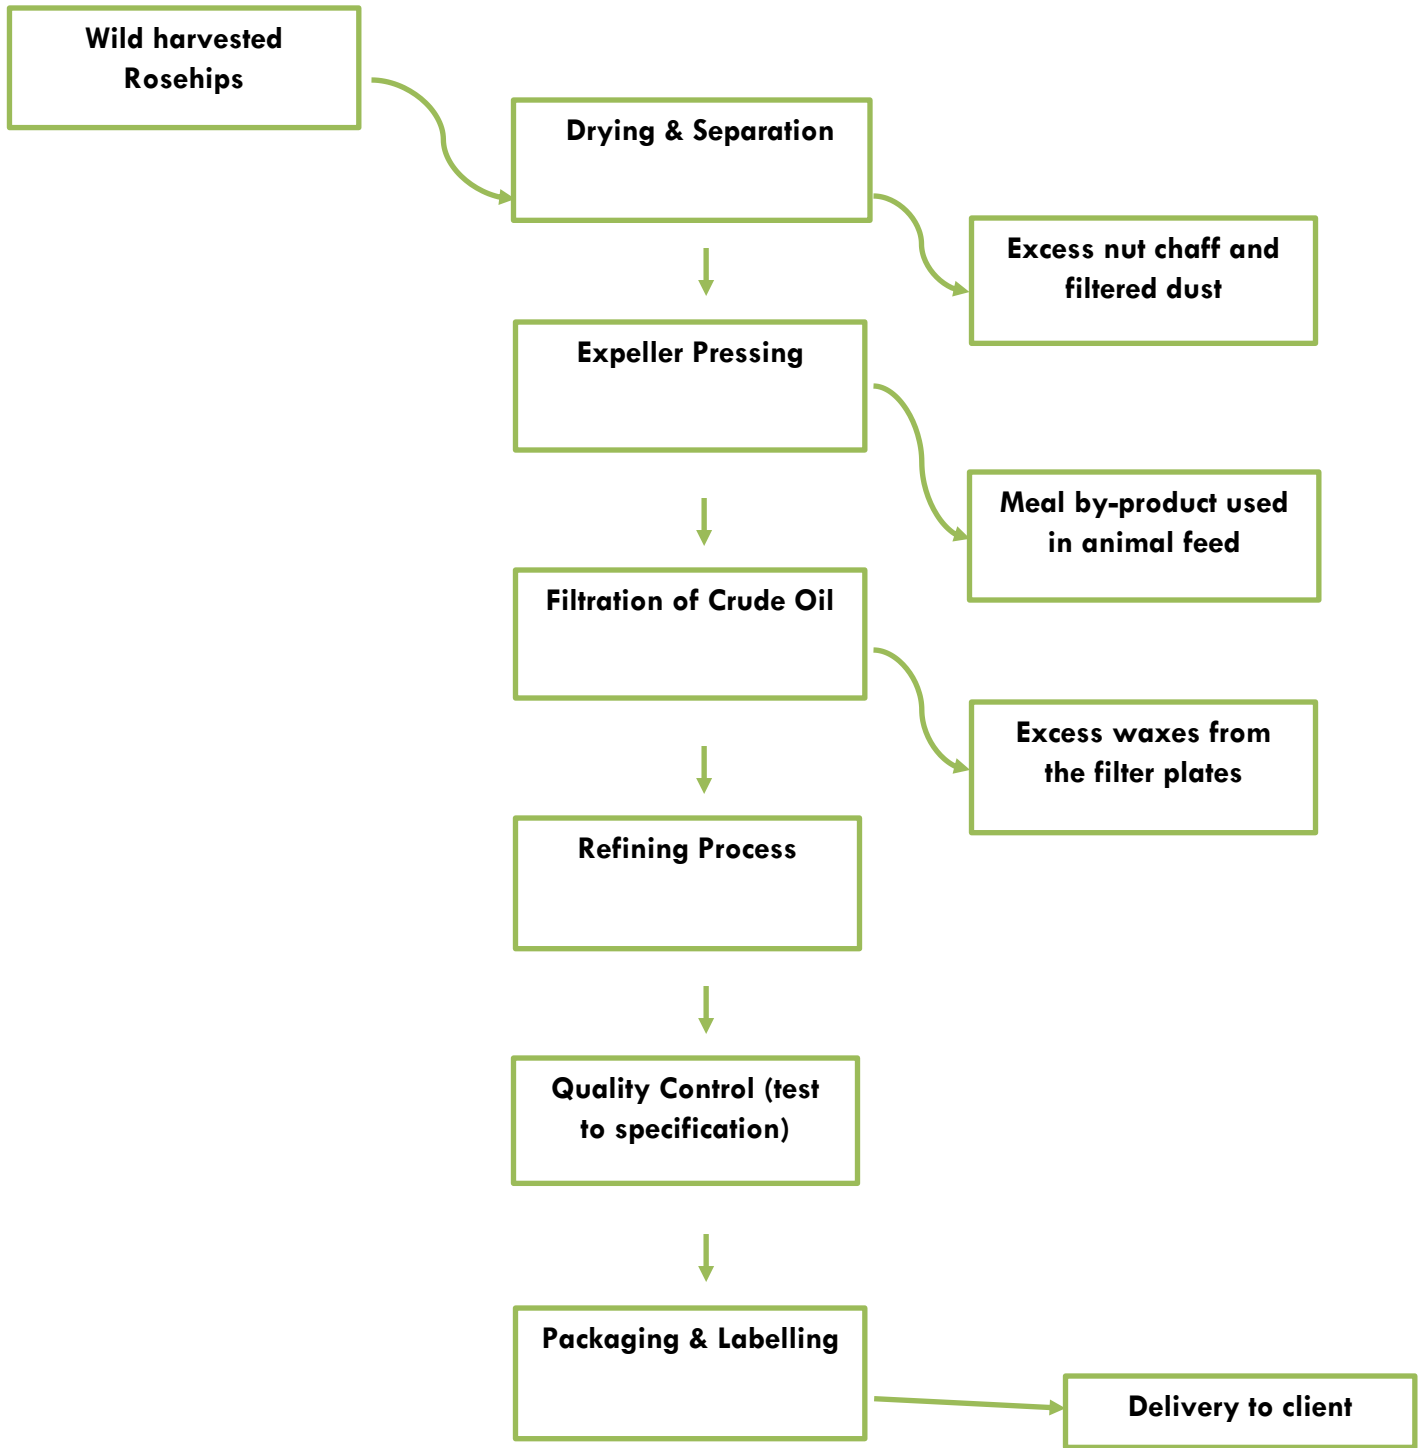 Wild harvested
Rosehips
Drying & Separation
Excess nut chaff and
filtered dust
Expeller Pressing
Meal by-product used
in animal feed
Filtration of Crude Oil
Excess waxes from
the filter plates
Refining Process
Quality Control (test
to specification)
Packaging & Labelling
Delivery to client